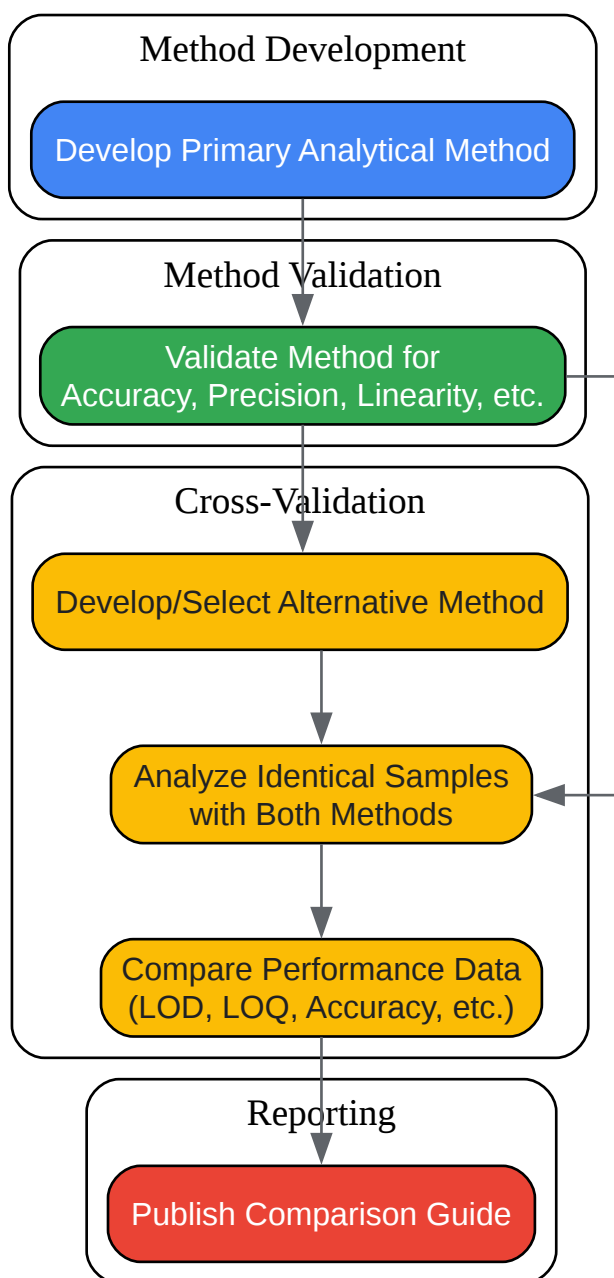 Method Development
Develop Primary Analytical Method
Method Validation
Validate Method for
Accuracy, Precision, Linearity, etc.
Cross-Validation
Develop/Select Alternative Method
Analyze Identical Samples
with Both Methods
Compare Performance Data
(LOD, LOQ, Accuracy, etc.)
Reporting
Publish Comparison Guide